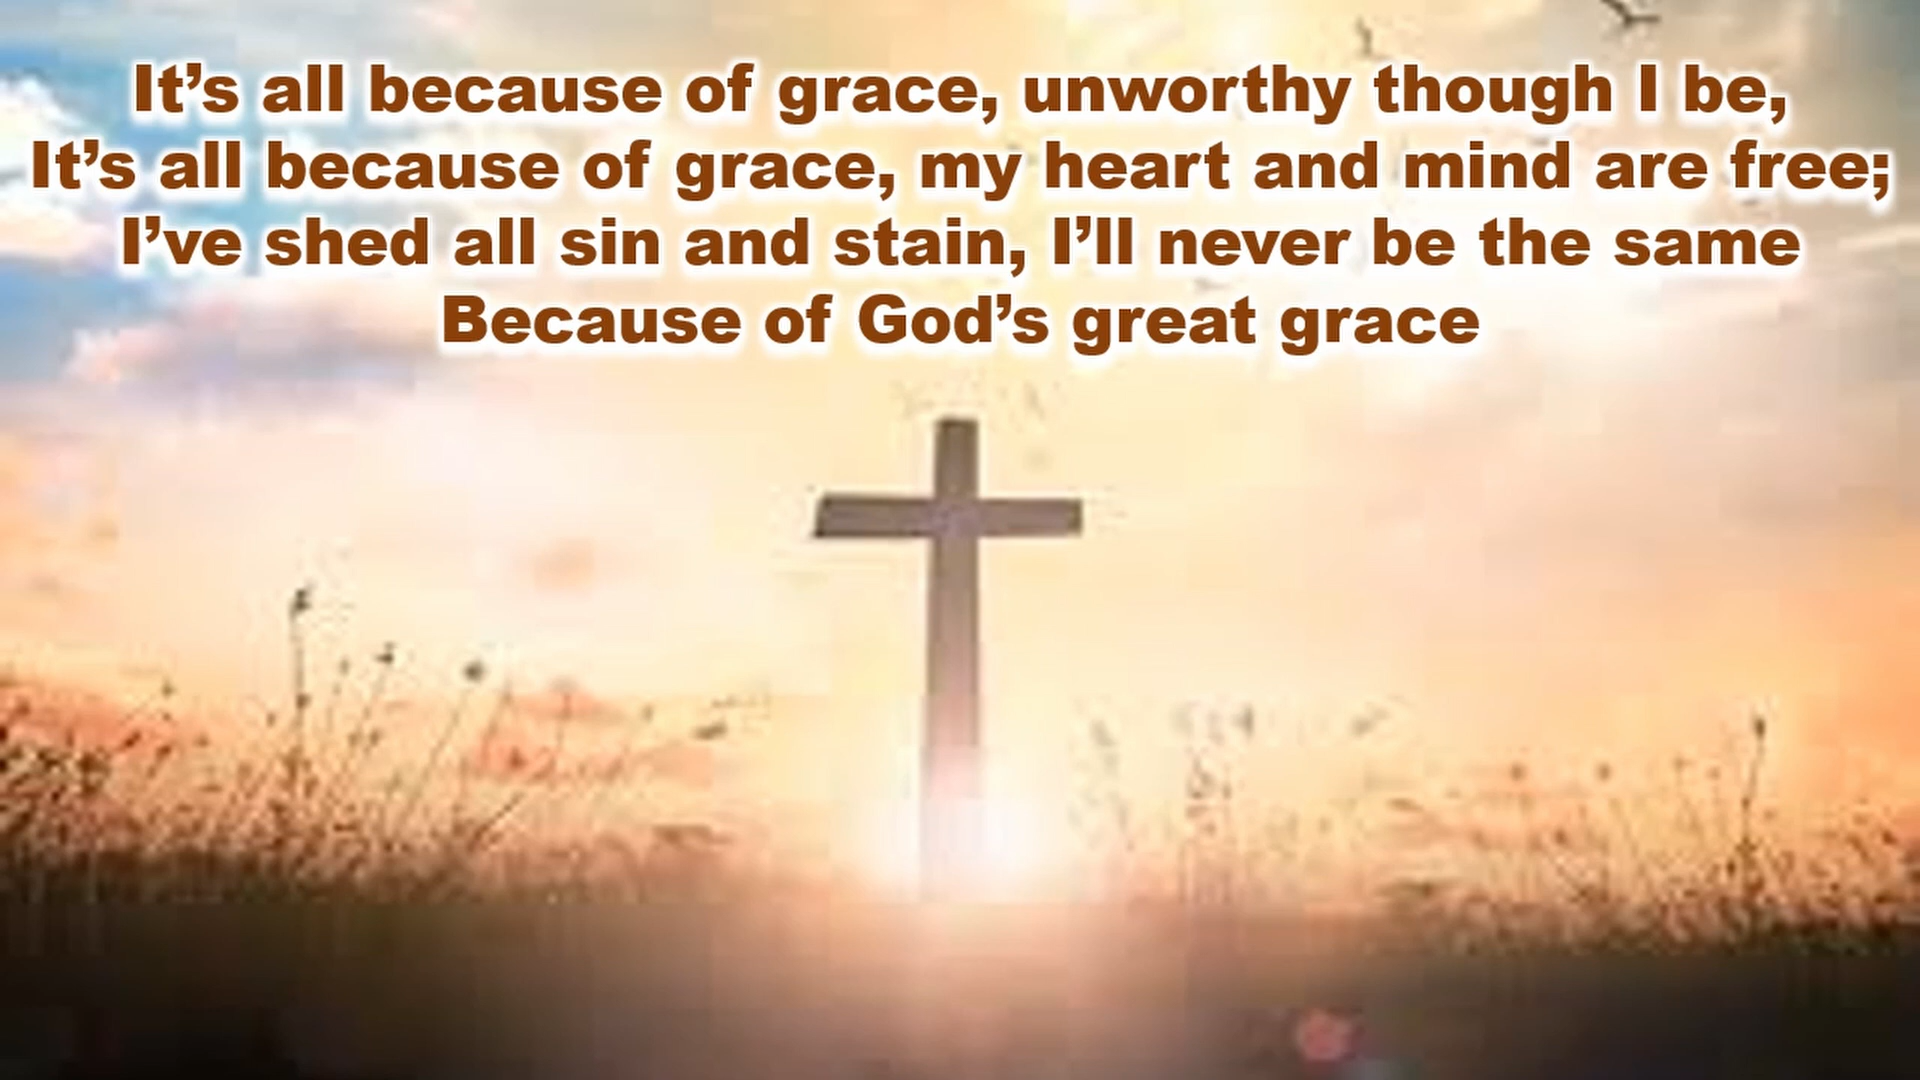 It’s all because of grace, unworthy though I be,
It’s all because of grace, my heart and mind are free;
I’ve shed all sin and stain, I’ll never be the same
Because of God’s great grace